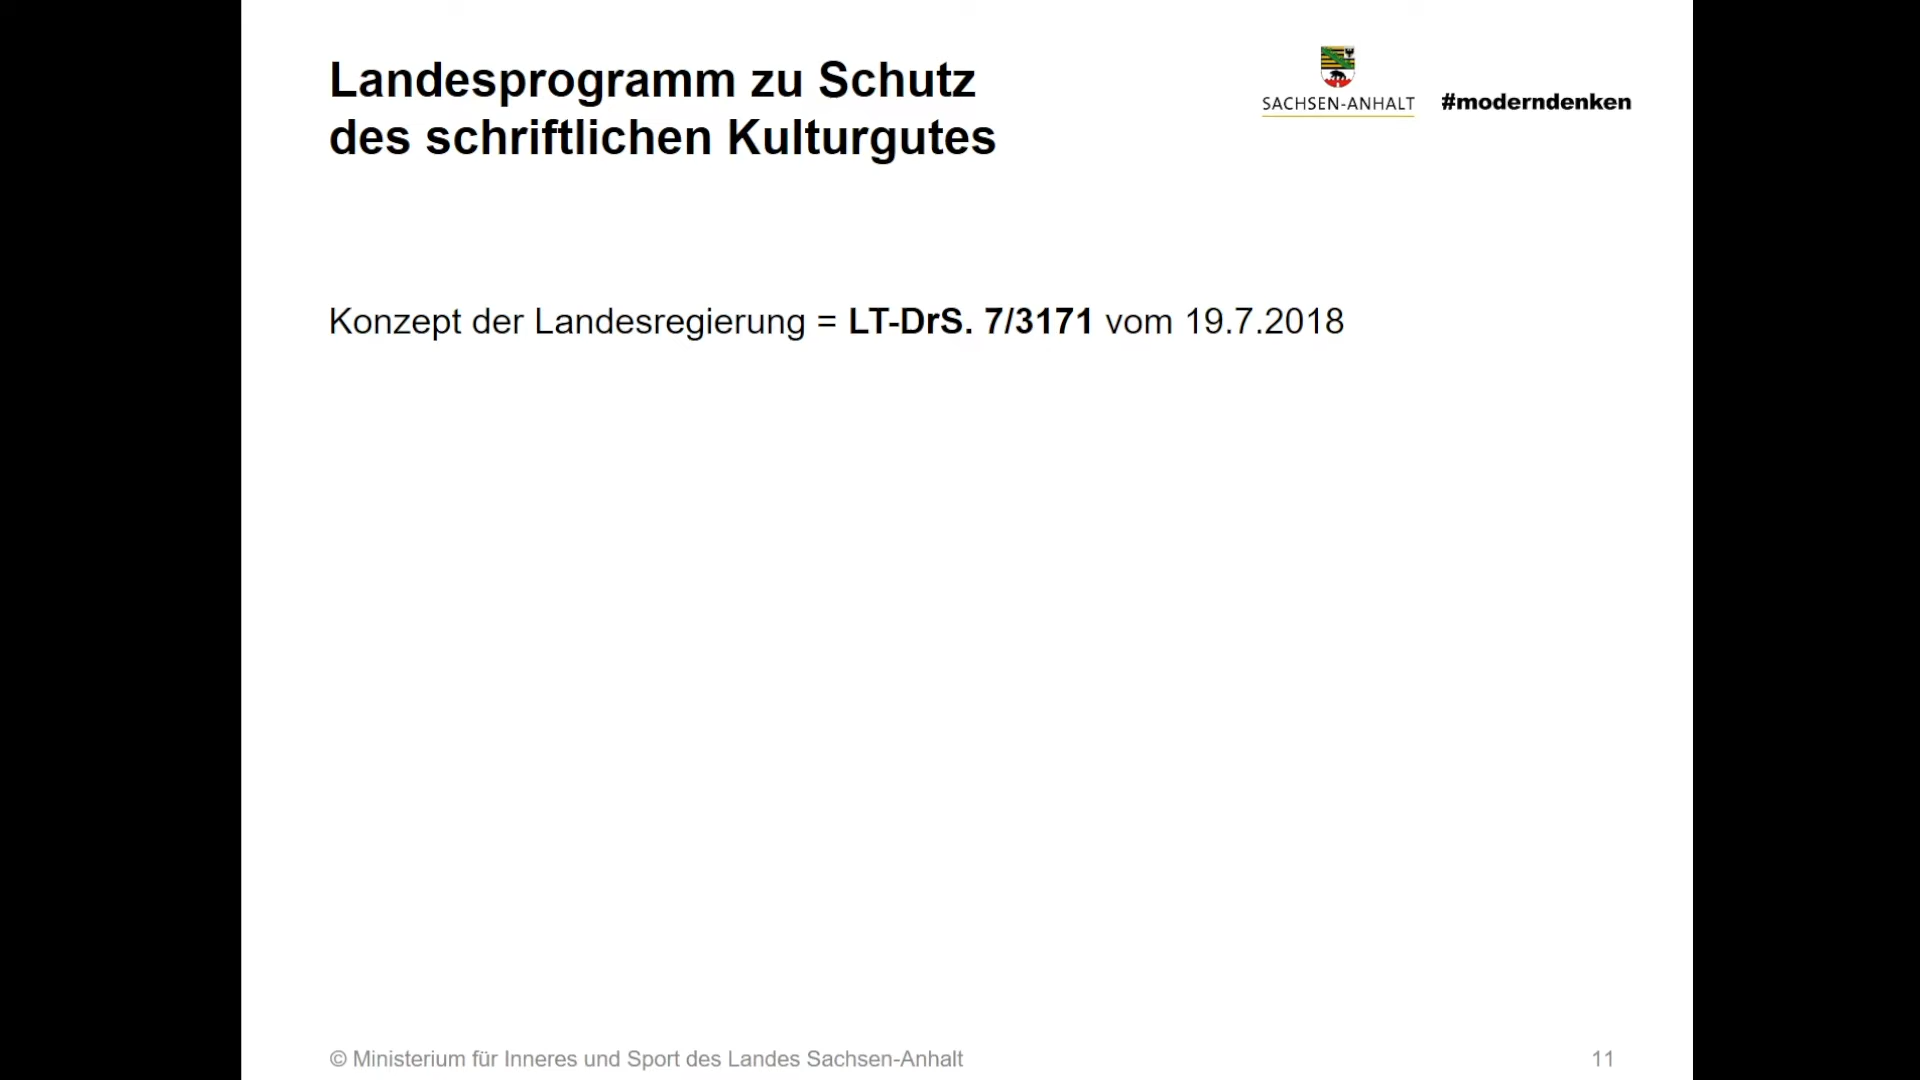 Landesprogramm zu Schutz
des schriftlichen Kulturgutes
SACHSEN-ANHALT
#moderndenken
Konzept der Landesregierung = LT-DrS. 7/3171 vom 19.7.2018
© Ministerium für Inneres und Sport des Landes Sachsen-Anhalt
11